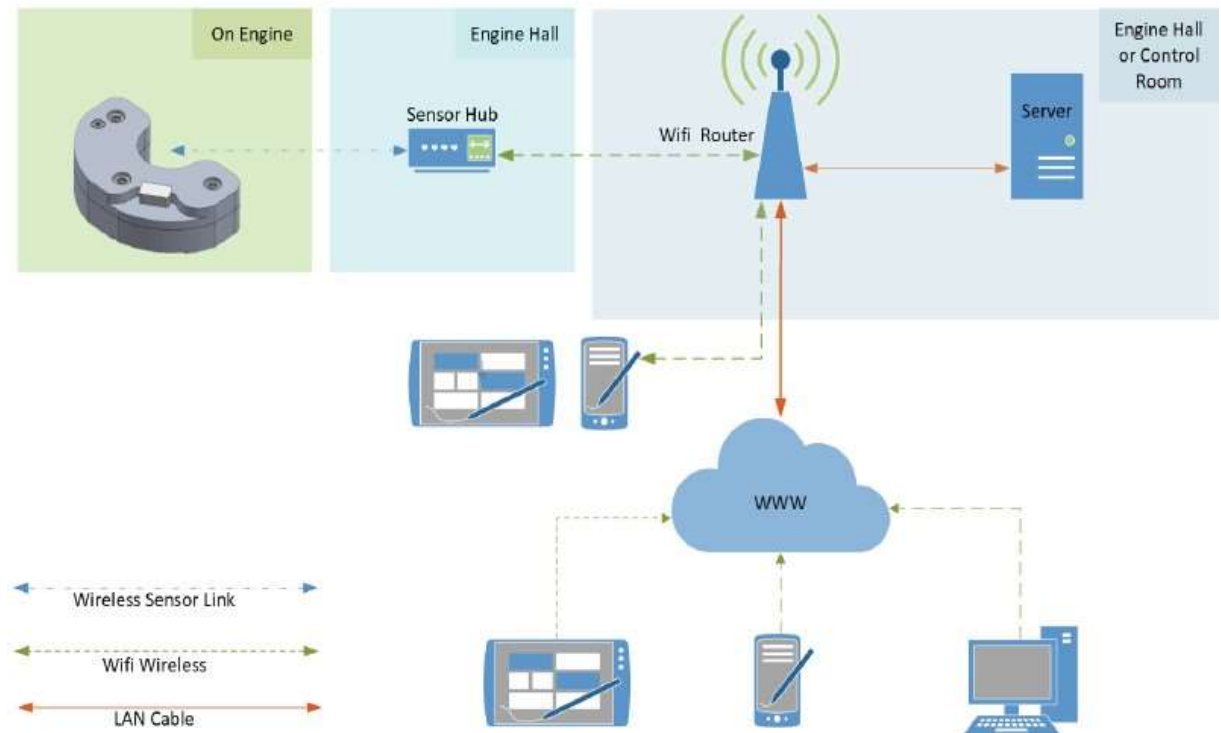 On Engine
Engine Hall
Engine Hall
or Control
Room
Sensor Hub
Wifi Router
Server
WWW
Wireless Sensor Link
Wifi Wireless
LAN Cable